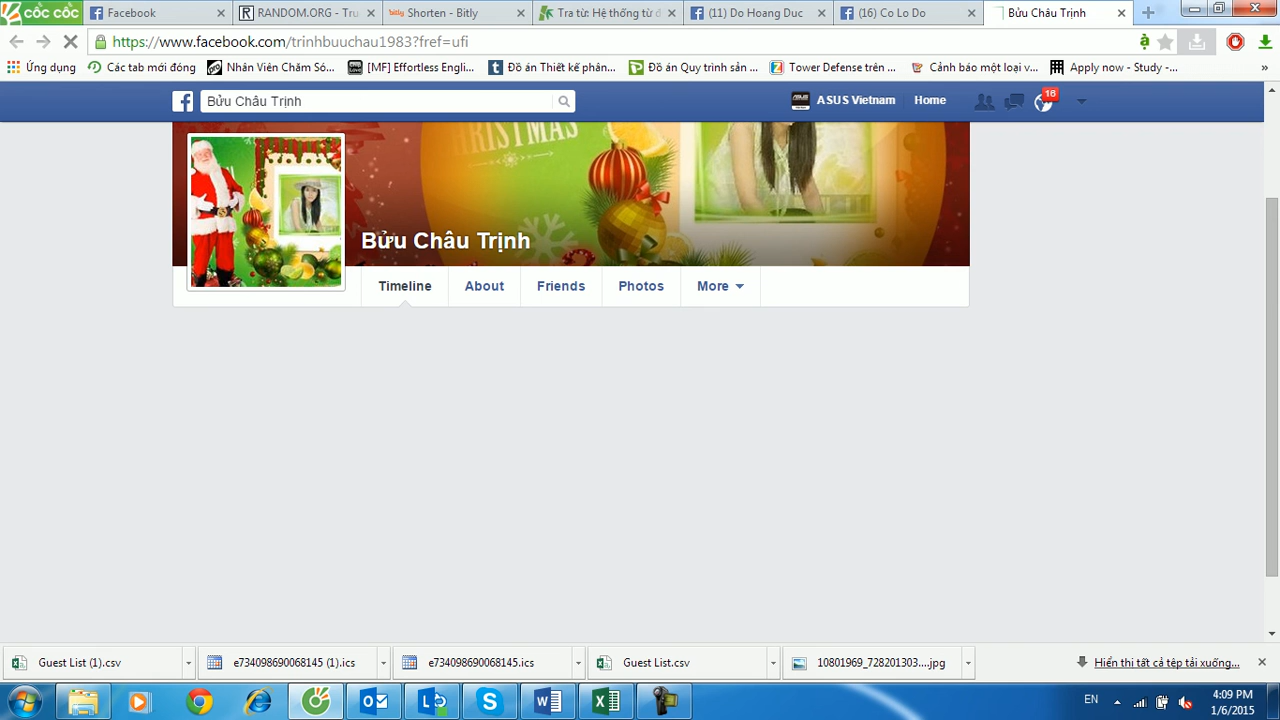 cốc cốc
Facebook
RANDOM.ORG - Tru
bitly Shorten - Bitly
Tra từ: Hệ thống từ đ
(11) Do Hoang Duc
(16) Co Lo Do
Bửu Châu Trịnh
https://www.facebook.com/trinhbuuchau1983?fref=ufi
Ứng dụng
Các tab mới đóng
Nhân Viên Chăm Só...
[MF] Effortless Engli...
Đồ án Thiết kế phân...
Đồ án Quy trình sản ...
Tower Defense trên ...
Cảnh báo một loại v...
Apply now - Study -...
»
Bửu Châu Trịnh
ASUS Vietnam
Home
16
CHRISTMAS
Bửu Châu Trịnh
Timeline
About
Friends
Photos
More
Guest List (1).csv
e734098690068145 (1).ics
e734098690068145.ics
Guest List.csv
10801969_728201303....jpg
Hiển thị tất cả tệp tải xuống...
EN
4:09 PM
1/6/2015